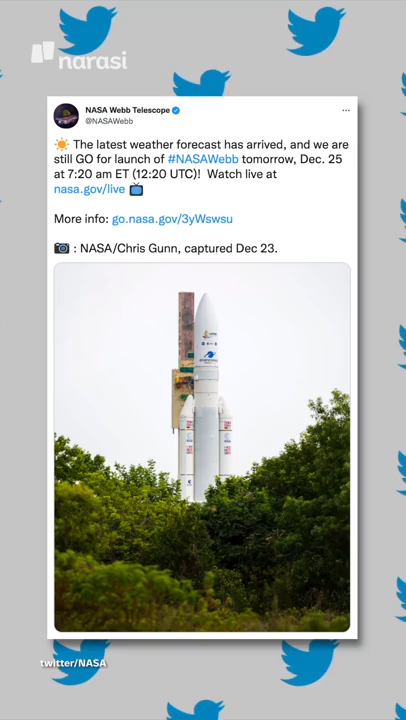 narasi
NASA Webb Telescope
@NASAWebb
☀️ The latest weather forecast has arrived, and we are
still GO for launch of #NASAWebb tomorrow, Dec. 25
at 7:20 am ET (12:20 UTC)! Watch live at
nasa.gov/live 📺
More info: go.nasa.gov/3yWswsu
📷 : NASA/Chris Gunn, captured Dec 23.
twitter/NASA